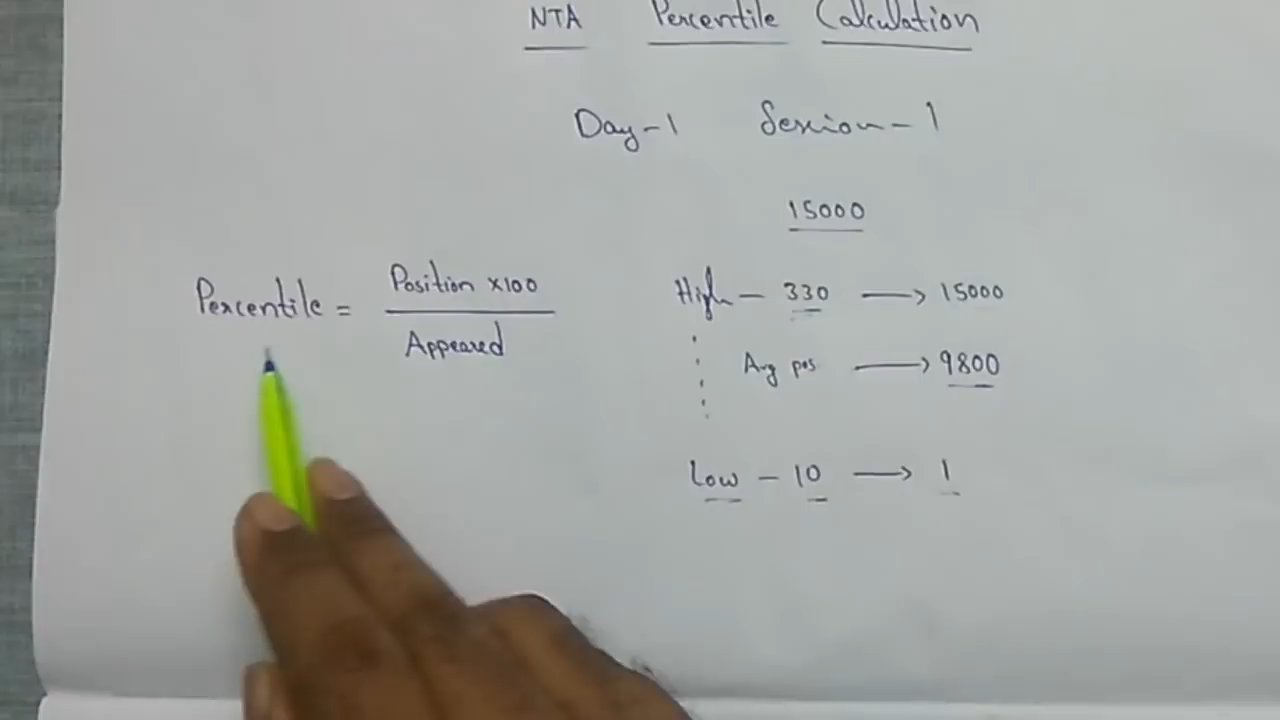 NTA Percentile Calculation
Day-1 Session-1
15000
Percentile = Position x100
Appeared
High - 330 → 15000
Avg pos → 9800
Low - 10 → 1